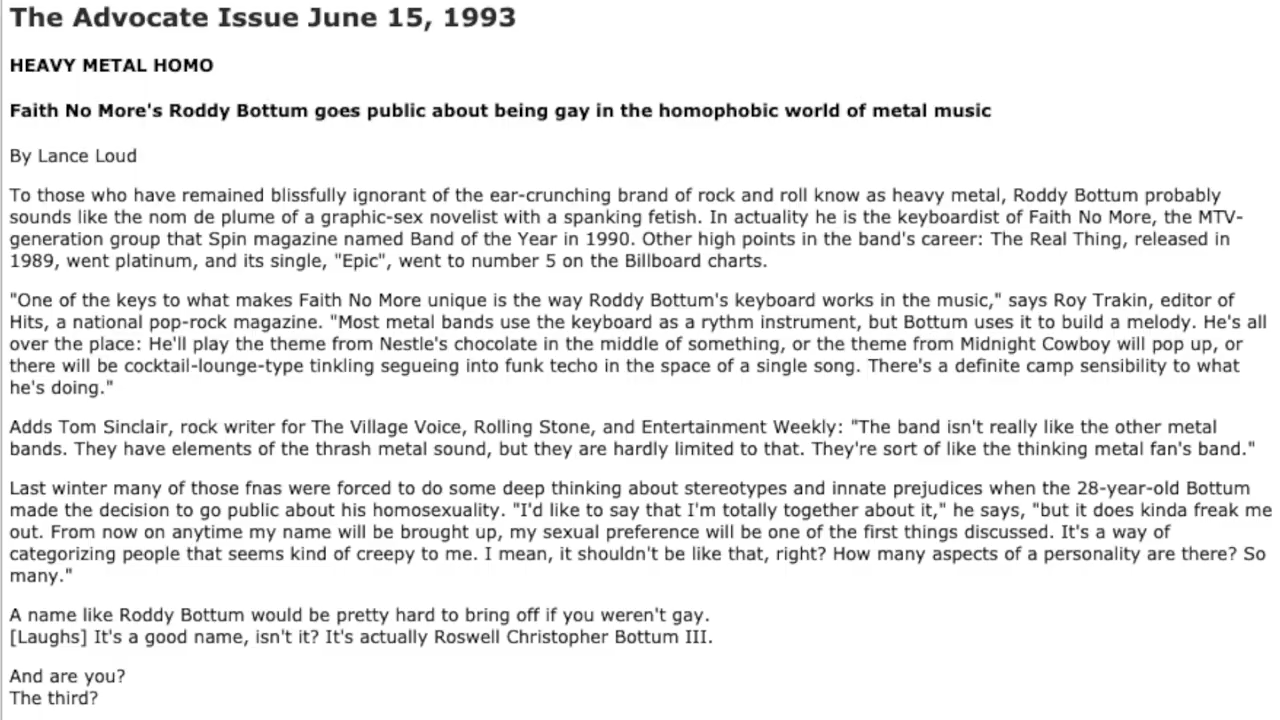 The Advocate Issue June 15, 1993
HEAVY METAL HOMO
Faith No More's Roddy Bottum goes public about being gay in the homophobic world of metal music
By Lance Loud
To those who have remained blissfully ignorant of the ear-crunching brand of rock and roll know as heavy metal, Roddy Bottum probably
sounds like the nom de plume of a graphic-sex novelist with a spanking fetish. In actuality he is the keyboardist of Faith No More, the MTV-
generation group that Spin magazine named Band of the Year in 1990. Other high points in the band's career: The Real Thing, released in
1989, went platinum, and its single, "Epic", went to number 5 on the Billboard charts.
"One of the keys to what makes Faith No More unique is the way Roddy Bottum's keyboard works in the music," says Roy Trakin, editor of
Hits, a national pop-rock magazine. "Most metal bands use the keyboard as a rythm instrument, but Bottum uses it to build a melody. He's all
over the place: He'll play the theme from Nestle's chocolate in the middle of something, or the theme from Midnight Cowboy will pop up, or
there will be cocktail-lounge-type tinkling segueing into funk techo in the space of a single song. There's a definite camp sensibility to what
he's doing."
Adds Tom Sinclair, rock writer for The Village Voice, Rolling Stone, and Entertainment Weekly: "The band isn't really like the other metal
bands. They have elements of the thrash metal sound, but they are hardly limited to that. They're sort of like the thinking metal fan's band."
Last winter many of those fnas were forced to do some deep thinking about stereotypes and innate prejudices when the 28-year-old Bottum
made the decision to go public about his homosexuality. "I'd like to say that I'm totally together about it," he says, "but it does kinda freak me
out. From now on anytime my name will be brought up, my sexual preference will be one of the first things discussed. It's a way of
categorizing people that seems kind of creepy to me. I mean, it shouldn't be like that, right? How many aspects of a personality are there? So
many."
A name like Roddy Bottum would be pretty hard to bring off if you weren't gay.
[Laughs] It's a good name, isn't it? It's actually Roswell Christopher Bottum III.
And are you?
The third?